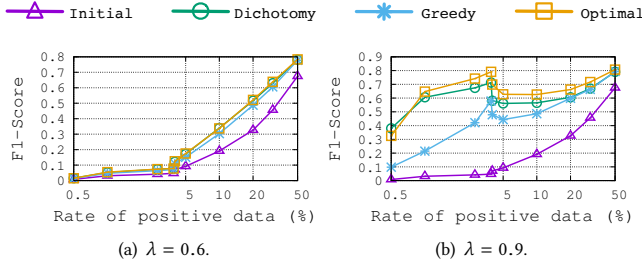 Initial Dichotomy Greedy Optimal
F1-Score
0.8
0.7
0.6
0.5
0.4
0.3
0.2
0.1
0
0.5 5 10 20 50
Rate of positive data (%)
(a) λ = 0.6.
F1-Score
0.9
0.8
0.7
0.6
0.5
0.4
0.3
0.2
0.1
0
0.5 5 10 20 50
Rate of positive data (%)
(b) λ = 0.9.